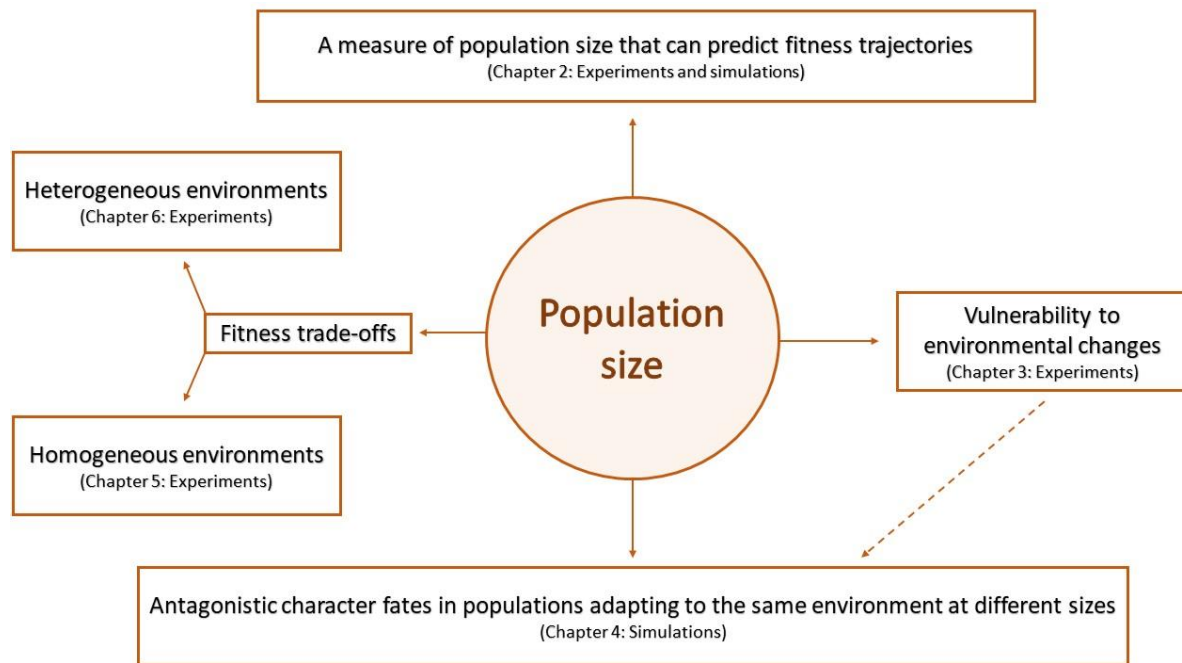 A measure of population size that can predict fitness trajectories
(Chapter 2: Experiments and simulations)
Heterogeneous environments
(Chapter 6: Experiments)
Fitness trade-offs
Homogeneous environments
(Chapter 5: Experiments)
Population
size
Vulnerability to
environmental changes
(Chapter 3: Experiments)
Antagonistic character fates in populations adapting to the same environment at different sizes
(Chapter 4: Simulations)